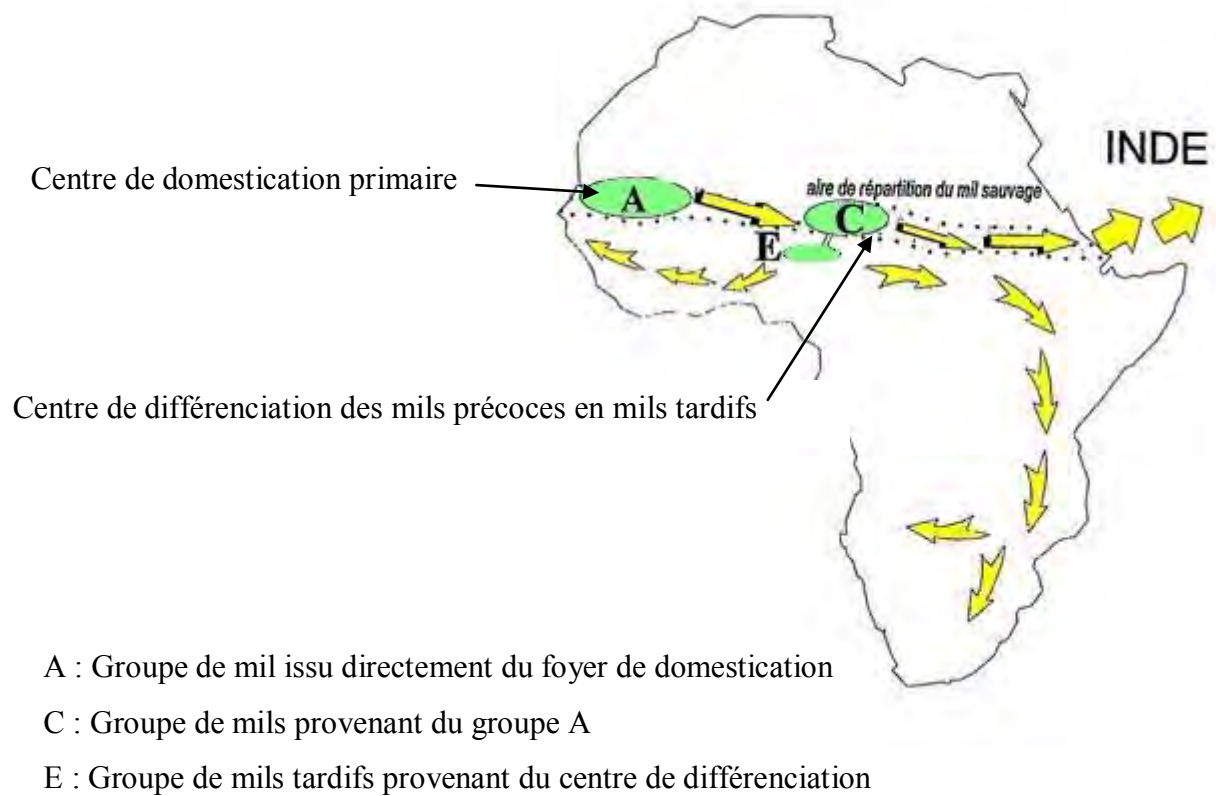 INDE
Centre de domestication primaire
aire de répartition du mil sauvage
A
C
E
Centre de différenciation des mils précoces en mils tardifs
A : Groupe de mil issu directement du foyer de domestication
C : Groupe de mils provenant du groupe A
E : Groupe de mils tardifs provenant du centre de différenciation